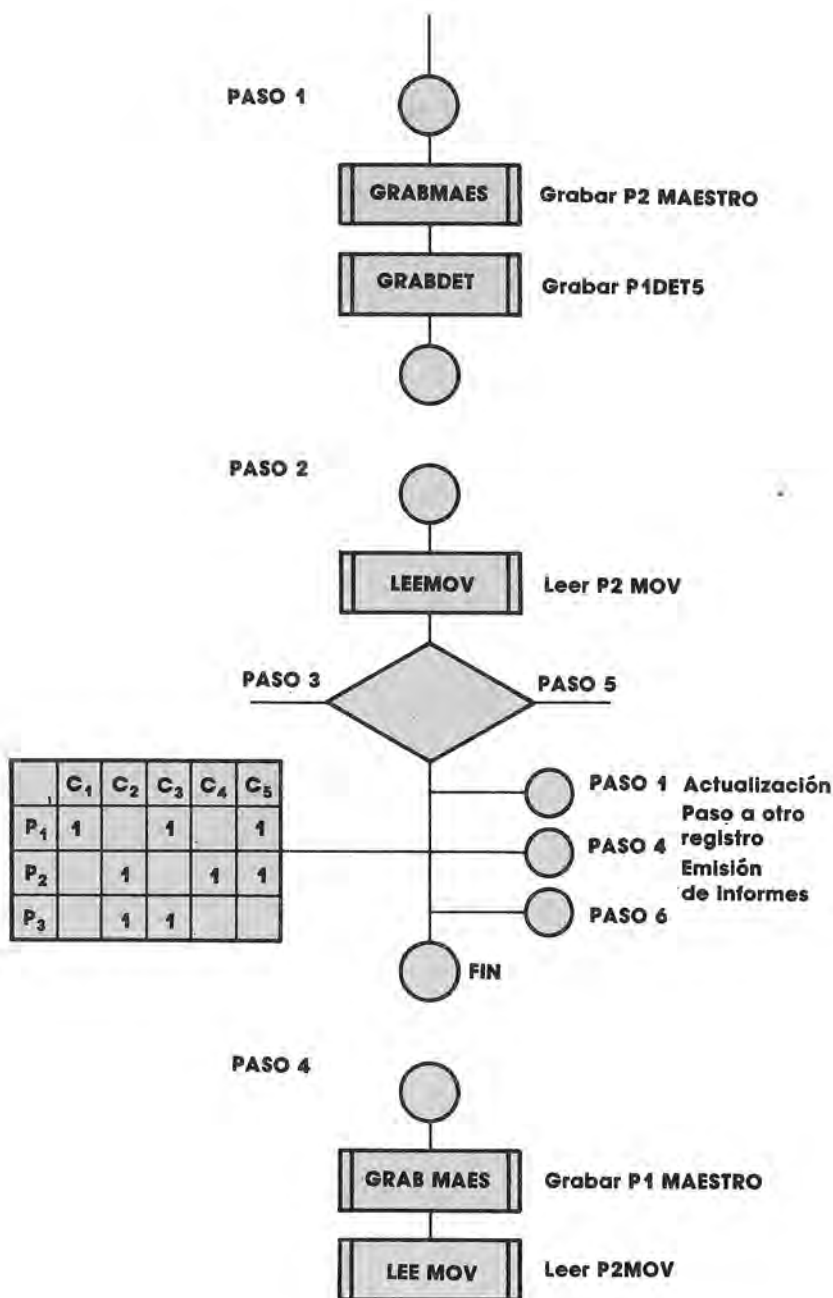 PASO 1
GRABMAES Grabar P2 MAESTRO
GRABDET Grabar P1DET5
PASO 2
LEEMOV Leer P2 MOV
PASO 3 PASO 5
C1 C2 C3 C4 C5
P1 1 1 1
P2 1 1 1
P3 1 1
PASO 1 Actualización
Paso a otro
registro
PASO 4
Emisión
de Informes
PASO 6
FIN
PASO 4
GRAB MAES Grabar P1 MAESTRO
LEE MOV Leer P2MOV